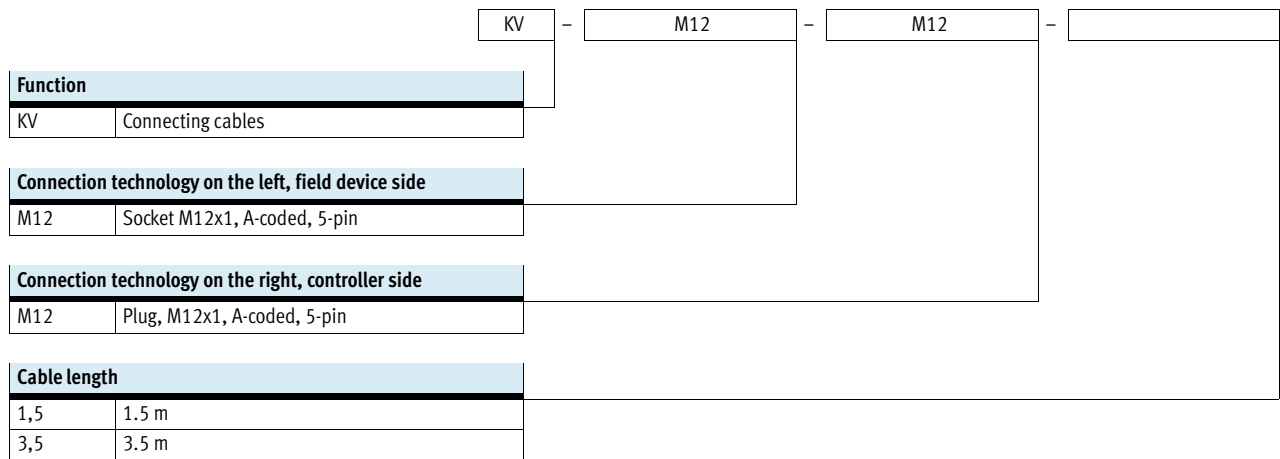 KV – M12 – M12 –
Function
KV Connecting cables
Connection technology on the left, field device side
M12 Socket M12x1, A-coded, 5-pin
Connection technology on the right, controller side
M12 Plug, M12x1, A-coded, 5-pin
Cable length
1,5 1.5 m
3,5 3.5 m